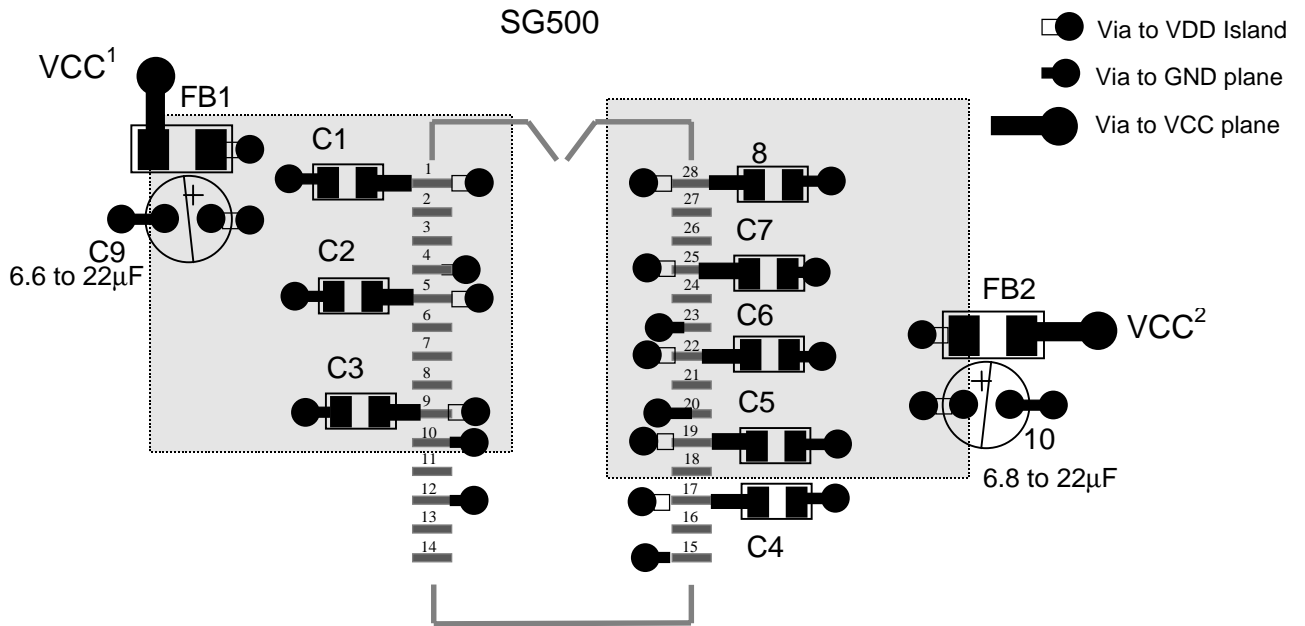 SG500
Via to VDD Island
Via to GND plane
Via to VCC plane
VCC1
FB1
C9
6.6 to 22µF
C1
C2
C3
1
2
3
4
5
6
7
8
9
10
11
12
13
14
28
27
26
25
24
23
22
21
20
19
18
17
16
15
8
C7
C6
C5
C4
FB2
VCC2
+
+
10
6.8 to 22µF